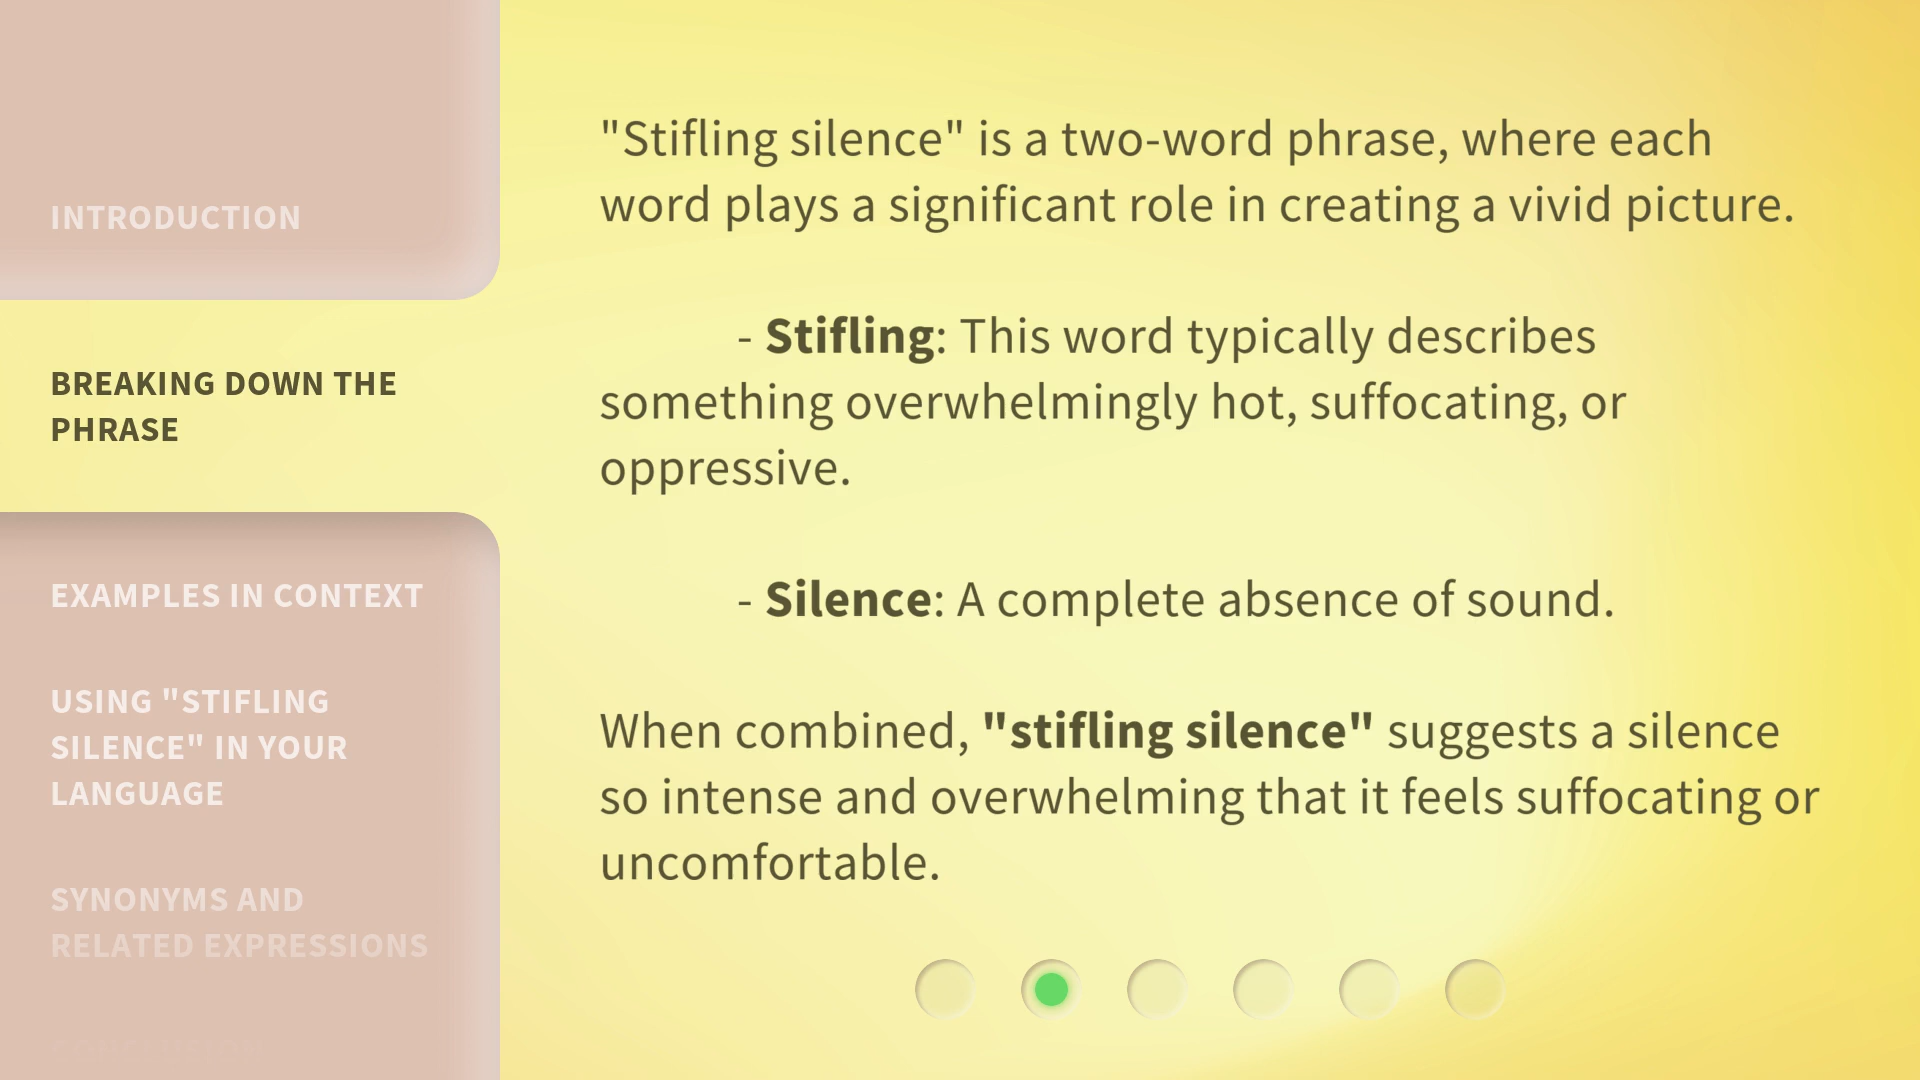 INTRODUCTION
BREAKING DOWN THE
PHRASE
EXAMPLES IN CONTEXT
USING "STIFLING
SILENCE" IN YOUR
LANGUAGE
SYNONYMS AND
RELATED EXPRESSIONS
"Stifling silence" is a two-word phrase, where each
word plays a significant role in creating a vivid picture.
- Stifling: This word typically describes
something overwhelmingly hot, suffocating, or
oppressive.
- Silence: A complete absence of sound.
When combined, "stifling silence" suggests a silence
so intense and overwhelming that it feels suffocating or
uncomfortable.